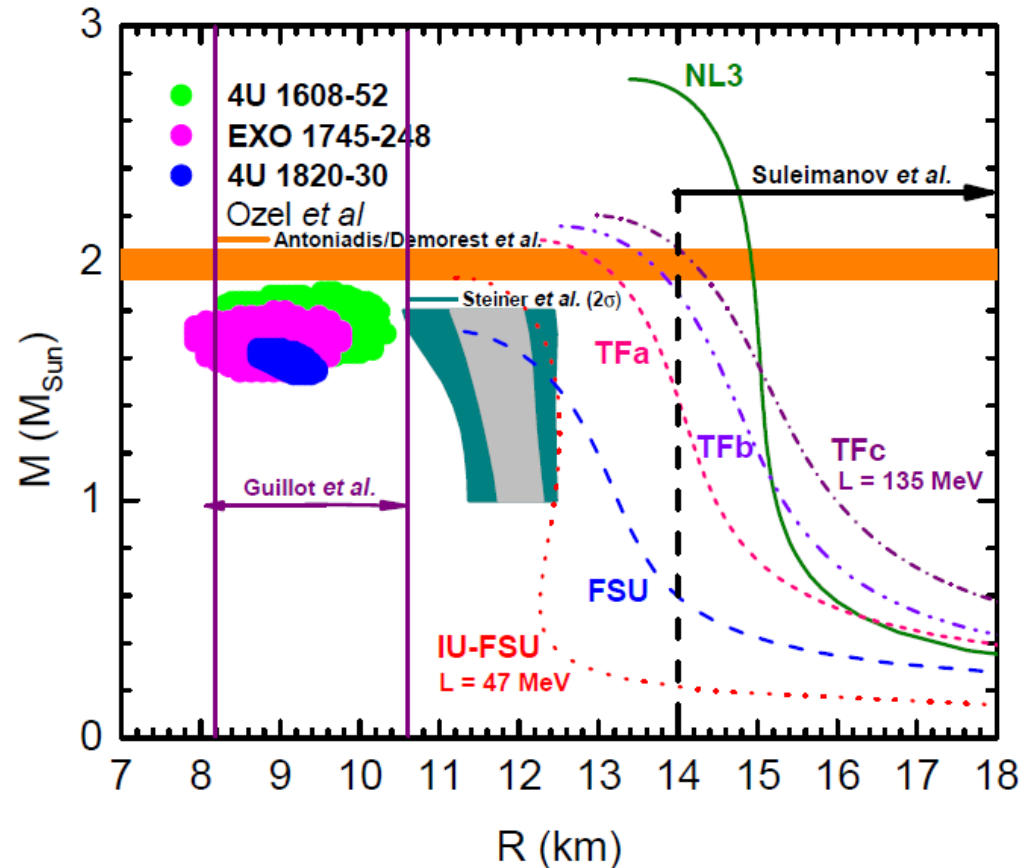 3
2
1
0
M (M_Sun)
4U 1608-52
EXO 1745-248
4U 1820-30
Ozel et al
Antoniadis/Demorest et al.
Steiner et al. (2σ)
Guillot et al.
NL3
Suleimanov et al.
TFa
TFb
TFc
L = 135 MeV
FSU
IU-FSU
L = 47 MeV
7 8 9 10 11 12 13 14 15 16 17 18
R (km)